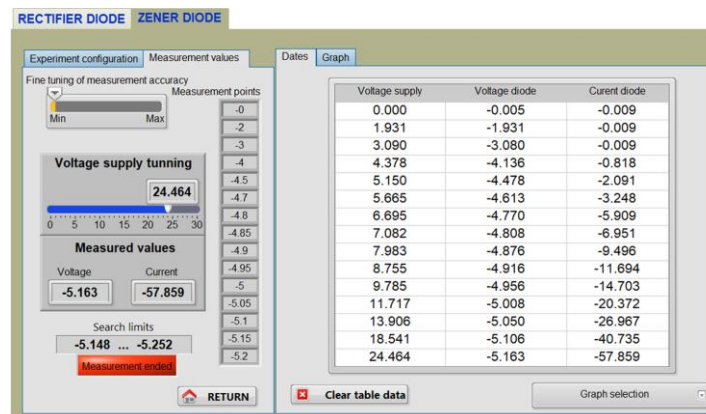 RECTIFIER DIODE ZENER DIODE
Experiment configuration Measurement values
Fine tuning of measurement accuracy
Measurement points
Min Max
-0
-2
-3
-4
-4.5
-4.7
-4.8
-4.85
-4.9
-4.95
-5
-5.05
-5.1
-5.15
-5.2
Voltage supply tunning
24.464
0 5 10 15 20 25 30
Measured values
Voltage Current
-5.163 -57.859
Search limits
-5.148 ... -5.252
Measurement ended
RETURN
Dates Graph
Voltage supply Voltage diode Curent diode
0.000 -0.005 -0.009
1.931 -1.931 -0.009
3.090 -3.080 -0.009
4.378 -4.136 -0.818
5.150 -4.478 -2.091
5.665 -4.613 -3.248
6.695 -4.770 -5.909
7.082 -4.808 -6.951
7.983 -4.876 -9.496
8.755 -4.916 -11.694
9.785 -4.956 -14.703
11.717 -5.008 -20.372
13.906 -5.050 -26.967
18.541 -5.106 -40.735
24.464 -5.163 -57.859
Clear table data
Graph selection